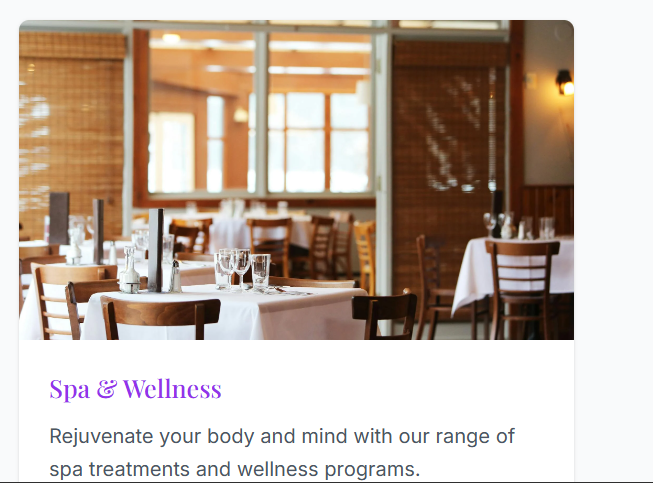 Spa & Wellness
Rejuvenate your body and mind with our range of
spa treatments and wellness programs.